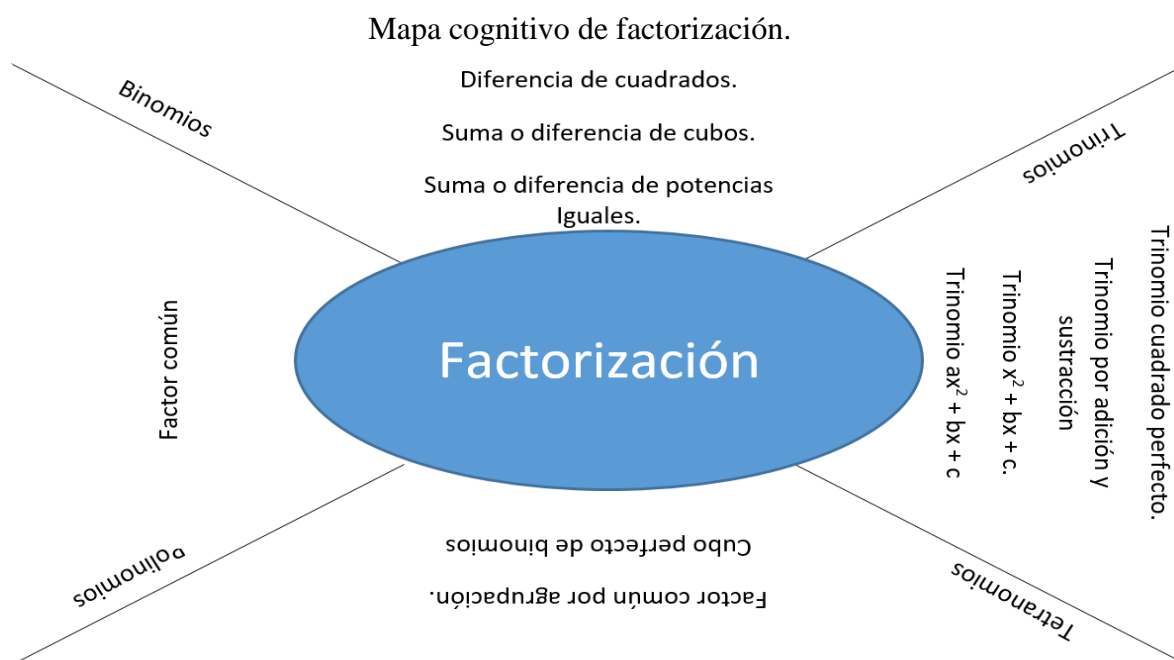 Mapa cognitivo de factorización.
Binomios
Diferencia de cuadrados.
Suma o diferencia de cubos.
Suma o diferencia de potencias
Iguales.
Trinomios
Trinomio cuadrado perfecto.
Trinomio por adición y
sustracción
Trinomio x² + bx + c.
Trinomio ax² + bx + c
Factorización
Factor común
Polinomios
Tetranomios
Factor común por agrupación.
Cubo perfecto de binomios